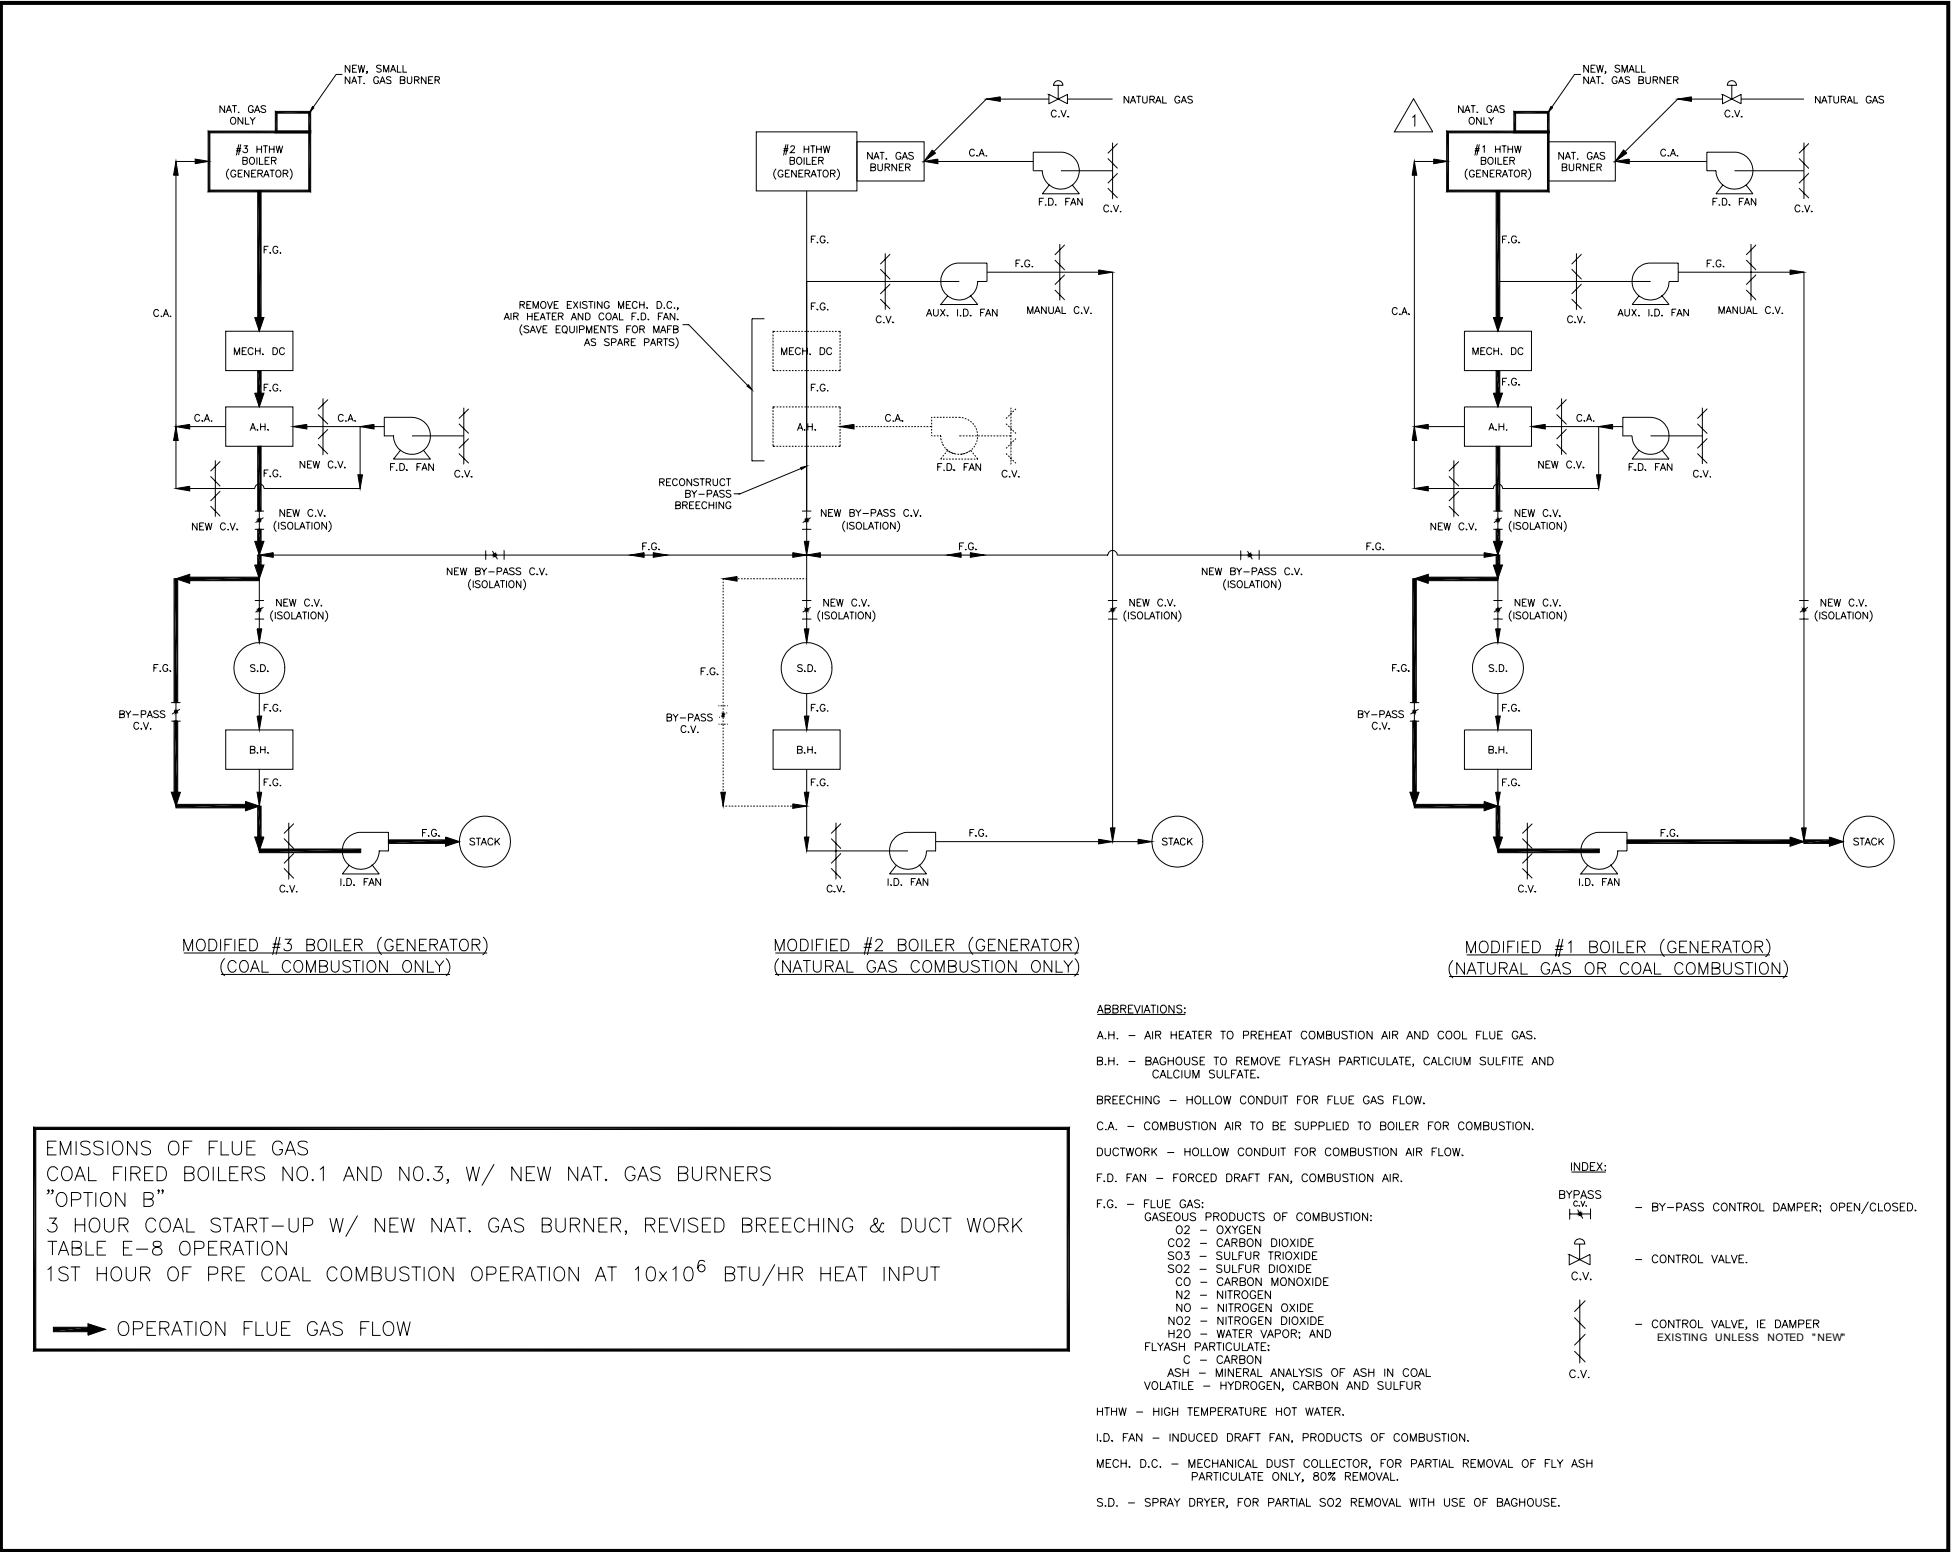 NEW, SMALL
NAT. GAS BURNER
NAT. GAS
ONLY
#3 HTHW
BOILER
(GENERATOR)
F.G.
C.A.
MECH. DC
F.G.
C.A.
A.H.
C.A.
F.G.
NEW C.V.
F.D. FAN
C.V.
NEW C.V.
NEW C.V.
(ISOLATION)
F.G.
NEW BY-PASS C.V.
(ISOLATION)
NEW C.V.
(ISOLATION)
F.G.
S.D.
BY-PASS
C.V.
F.G.
B.H.
F.G.
F.G.
STACK
C.V.
I.D. FAN
MODIFIED #3 BOILER (GENERATOR)
(COAL COMBUSTION ONLY)
C.V.
NATURAL GAS
#2 HTHW
BOILER
(GENERATOR)
NAT. GAS
BURNER
C.A.
F.D. FAN
C.V.
F.G.
F.G.
C.V.
AUX. I.D. FAN
F.G.
MANUAL C.V.
REMOVE EXISTING MECH. D.C.,
AIR HEATER AND COAL F.D. FAN.
(SAVE EQUIPMENTS FOR MAFB
AS SPARE PARTS)
MECH. DC
F.G.
A.H.
C.A.
F.D. FAN
C.V.
RECONSTRUCT
BY-PASS
BREECHING
NEW BY-PASS C.V.
(ISOLATION)
F.G.
NEW BY-PASS C.V.
(ISOLATION)
F.G.
NEW C.V.
(ISOLATION)
NEW C.V.
(ISOLATION)
F.G.
S.D.
BY-PASS
C.V.
F.G.
B.H.
F.G.
F.G.
STACK
C.V.
I.D. FAN
MODIFIED #2 BOILER (GENERATOR)
(NATURAL GAS COMBUSTION ONLY)
1
NEW, SMALL
NAT. GAS BURNER
NAT. GAS
ONLY
C.V.
NATURAL GAS
#1 HTHW
BOILER
(GENERATOR)
NAT. GAS
BURNER
C.A.
F.D. FAN
C.V.
F.G.
C.A.
C.V.
AUX. I.D. FAN
F.G.
MANUAL C.V.
MECH. DC
F.G.
A.H.
C.A.
NEW C.V.
F.D. FAN
C.V.
NEW C.V.
NEW C.V.
(ISOLATION)
NEW C.V.
(ISOLATION)
NEW C.V.
(ISOLATION)
F.G.
S.D.
BY-PASS
C.V.
F.G.
B.H.
F.G.
F.G.
STACK
C.V.
I.D. FAN
MODIFIED #1 BOILER (GENERATOR)
(NATURAL GAS OR COAL COMBUSTION)
EMISSIONS OF FLUE GAS
COAL FIRED BOILERS NO.1 AND NO.3, W/ NEW NAT. GAS BURNERS
"OPTION B"
3 HOUR COAL START-UP W/ NEW NAT. GAS BURNER, REVISED BREECHING & DUCT WORK
TABLE E-8 OPERATION
1ST HOUR OF PRE COAL COMBUSTION OPERATION AT 10x10⁶ BTU/HR HEAT INPUT
OPERATION FLUE GAS FLOW
ABBREVIATIONS:
A.H. - AIR HEATER TO PREHEAT COMBUSTION AIR AND COOL FLUE GAS.
B.H. - BAGHOUSE TO REMOVE FLYASH PARTICULATE, CALCIUM SULFITE AND
CALCIUM SULFATE.
BREECHING - HOLLOW CONDUIT FOR FLUE GAS FLOW.
C.A. - COMBUSTION AIR TO BE SUPPLIED TO BOILER FOR COMBUSTION.
DUCTWORK - HOLLOW CONDUIT FOR COMBUSTION AIR FLOW.
F.D. FAN - FORCED DRAFT FAN, COMBUSTION AIR.
F.G. - FLUE GAS:
GASEOUS PRODUCTS OF COMBUSTION:
O2 - OXYGEN
CO2 - CARBON DIOXIDE
SO3 - SULFUR TRIOXIDE
SO2 - SULFUR DIOXIDE
CO - CARBON MONOXIDE
N2 - NITROGEN
NO - NITROGEN OXIDE
NO2 - NITROGEN DIOXIDE
H2O - WATER VAPOR; AND
FLYASH PARTICULATE:
C - CARBON
ASH - MINERAL ANALYSIS OF ASH IN COAL
VOLATILE - HYDROGEN, CARBON AND SULFUR
HTHW - HIGH TEMPERATURE HOT WATER.
I.D. FAN - INDUCED DRAFT FAN, PRODUCTS OF COMBUSTION.
MECH. D.C. - MECHANICAL DUST COLLECTOR, FOR PARTIAL REMOVAL OF FLY ASH
PARTICULATE ONLY, 80% REMOVAL.
S.D. - SPRAY DRYER, FOR PARTIAL SO2 REMOVAL WITH USE OF BAGHOUSE.
INDEX:
BYPASS
C.V.
- BY-PASS CONTROL DAMPER; OPEN/CLOSED.
C.V.
- CONTROL VALVE.
- CONTROL VALVE, IE DAMPER
EXISTING UNLESS NOTED "NEW"
C.V.